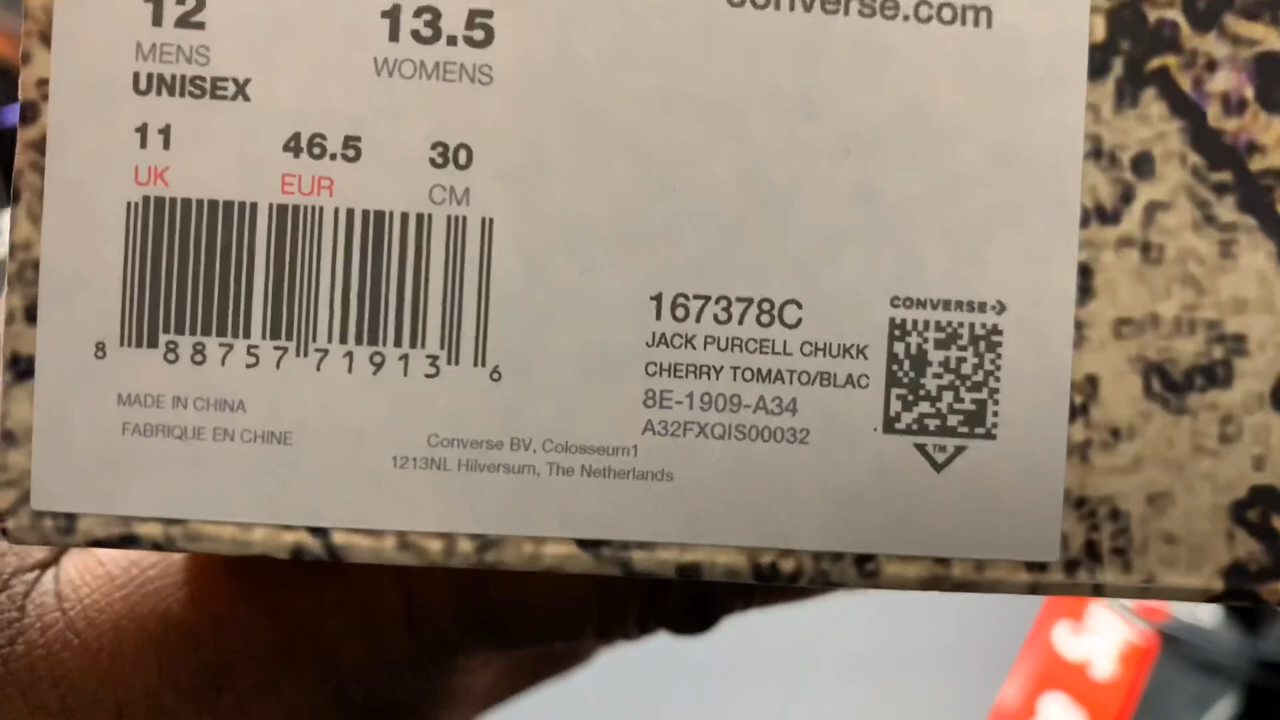 converse.com
12 13.5
MENS WOMENS
UNISEX
11 46.5 30
UK EUR CM
8 88757 71913 6
MADE IN CHINA
FABRIQUE EN CHINE
Converse BV, Colosseum1
1213NL Hilversum, The Netherlands
167378C
JACK PURCELL CHUKK
CHERRY TOMATO/BLAC
8E-1909-A34
A32FXQIS00032
CONVERSE
TM